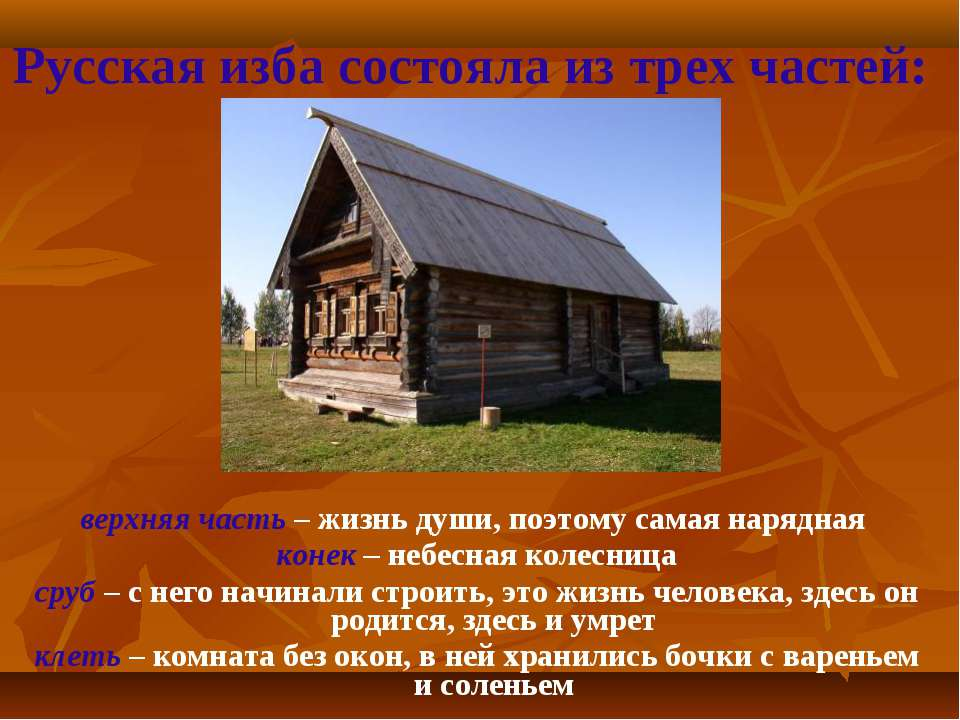 Русская изба состояла из трех частей:
верхняя часть – жизнь души, поэтому самая нарядная
конек – небесная колесница
сруб – с него начинали строить, это жизнь человека, здесь он
родится, здесь и умрет
клеть – комната без окон, в ней хранились бочки с вареньем
и соленьем